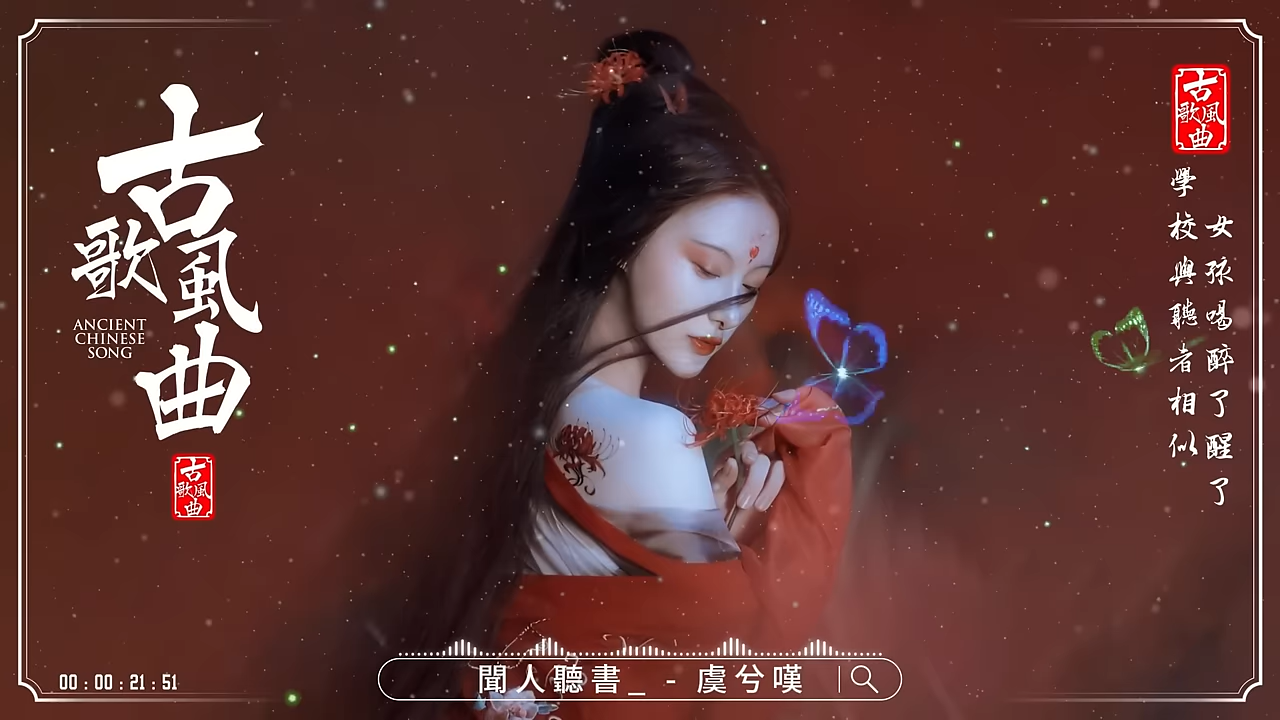 古風歌曲
ANCIENT
CHINESE
SONG
古風歌曲
古風歌曲
女孩喝醉了醒了
學校與聽者相似
00:00:21:51
聞人聽書_ - 虞兮嘆